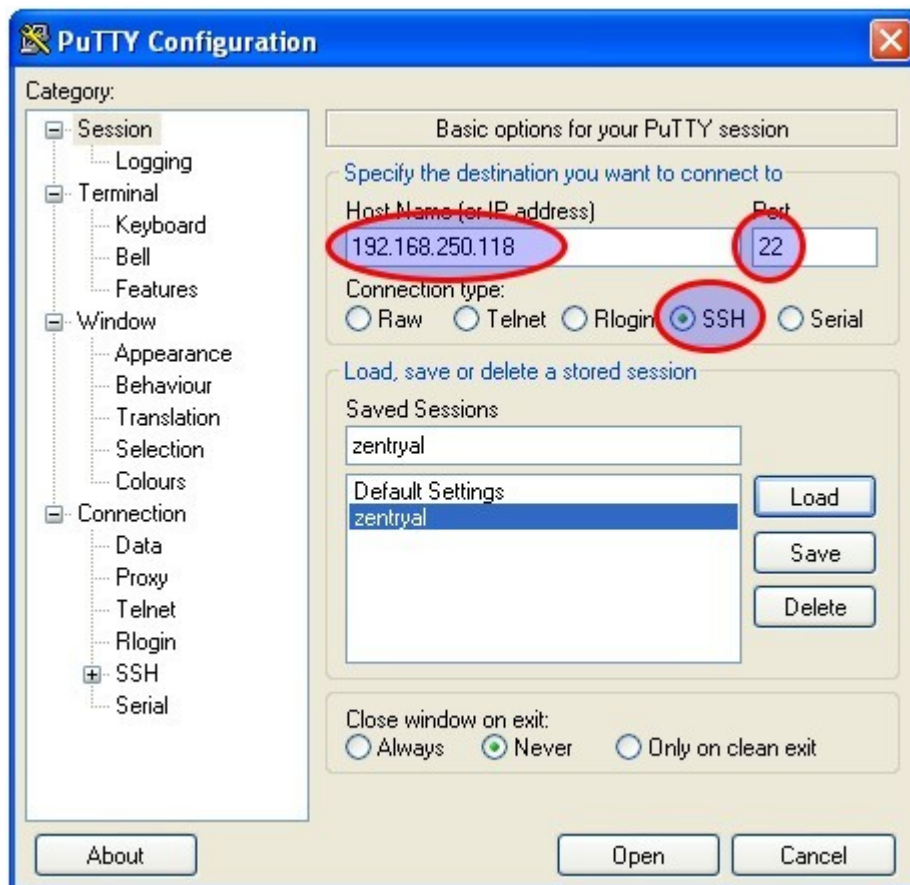 PuTTY Configuration
Category:
Session
Logging
Terminal
Keyboard
Bell
Features
Window
Appearance
Behaviour
Translation
Selection
Colours
Connection
Data
Proxy
Telnet
Rlogin
SSH
Serial
Basic options for your PuTTY session
Specify the destination you want to connect to
Host Name (or IP address) Port
192.168.250.118 22
Connection type:
Raw Telnet Rlogin SSH Serial
Load, save or delete a stored session
Saved Sessions
zentryal
Default Settings
zentryal
Load
Save
Delete
Close window on exit:
Always Never Only on clean exit
About Open Cancel